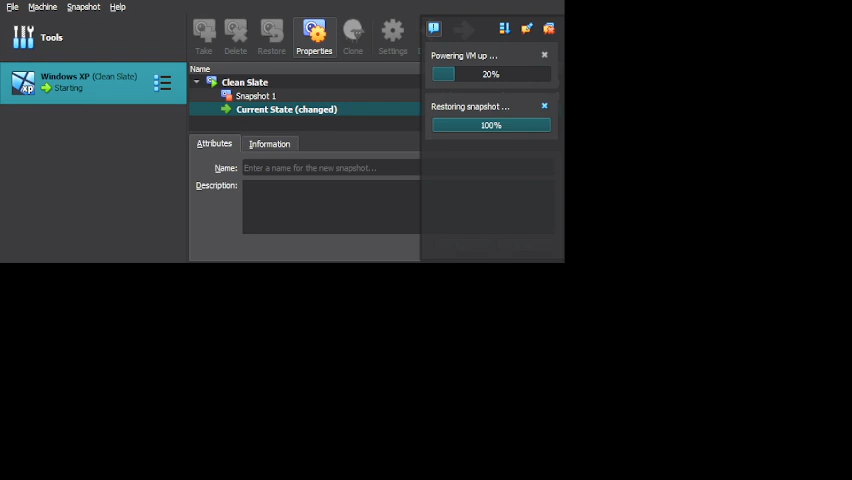 File Machine Snapshot Help
Tools
Take Delete Restore Properties Clone Settings
Windows XP (Clean Slate)
Starting
Name
Clean Slate
Snapshot 1
Current State (changed)
Attributes Information
Name: Enter a name for the new snapshot...
Description:
Powering VM up ...
20%
Restoring snapshot ...
100%